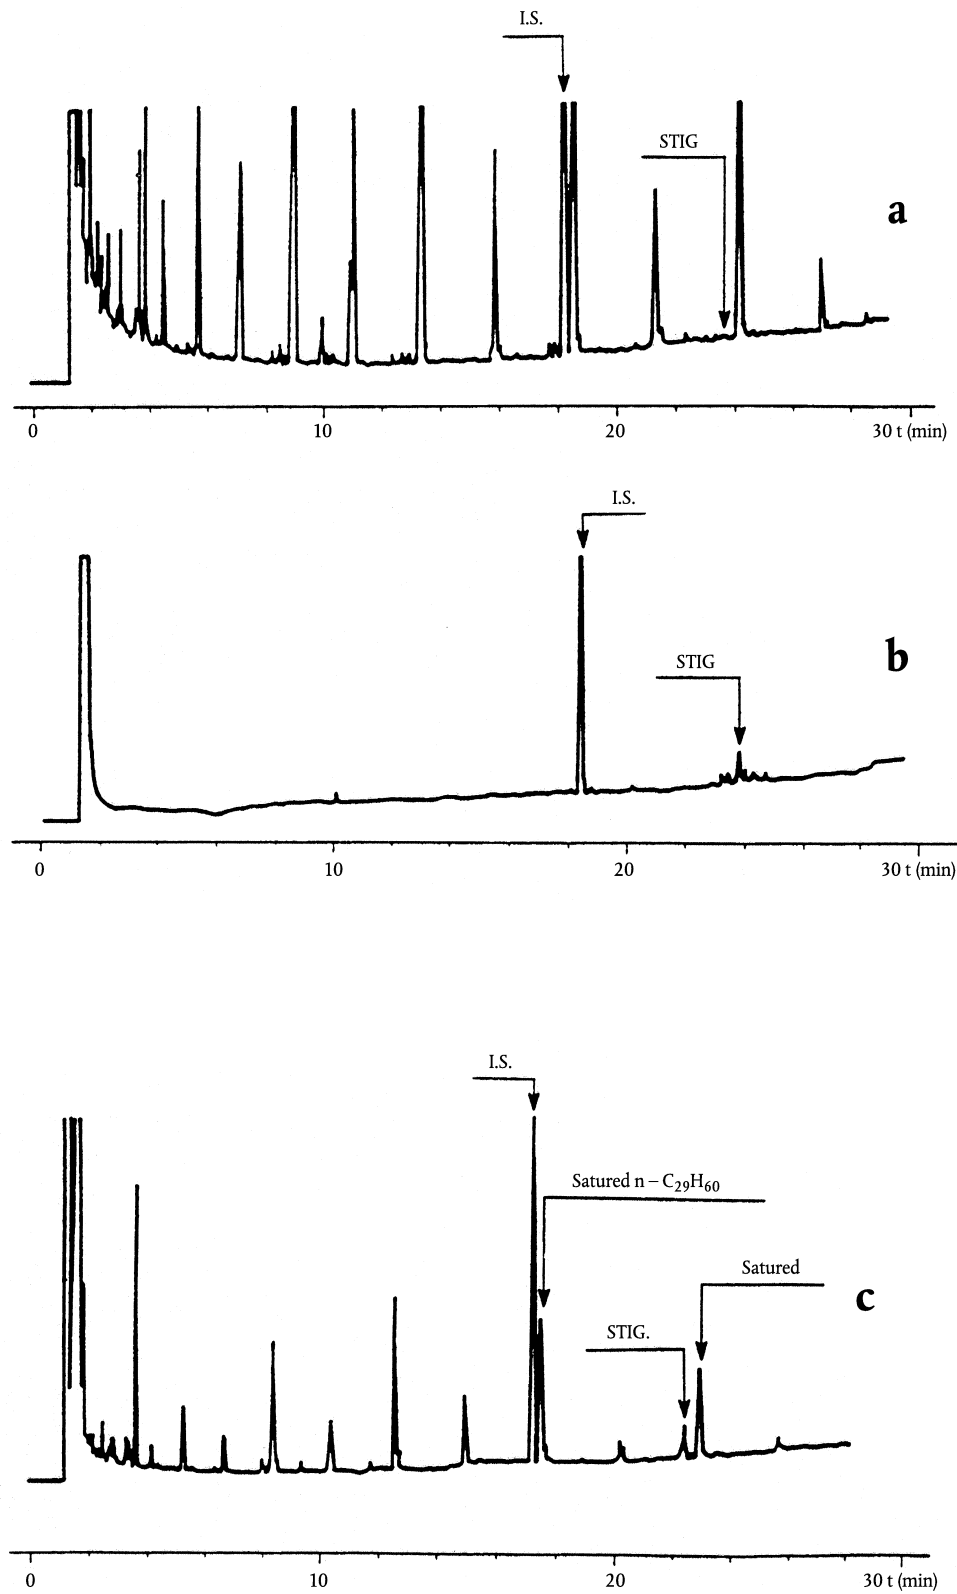 I.S.
STIG
a
0 10 20 30 t (min)
I.S.
STIG
b
0 10 20 30 t (min)
I.S.
Satured n – C₂₉H₆₀
Satured
c
STIG.
0 10 20 30 t (min)